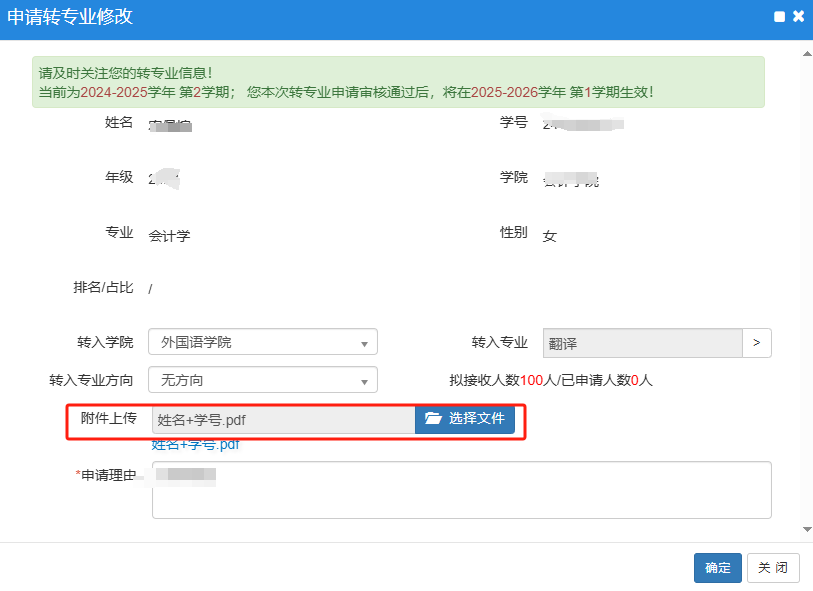 申请转专业修改
请及时关注您的转专业信息！
当前为2024-2025学年 第2学期； 您本次转专业申请审核通过后，将在2025-2026学年 第1学期生效！
姓名 学号
年级 学院
专业 会计学 性别 女
排名/占比 /
转入学院 外国语学院 转入专业 翻译 >
转入专业方向 无方向 拟接收人数100人/已申请人数0人
附件上传 姓名+学号.pdf 选择文件
姓名+学号.pdf
*申请理由
确定 关 闭